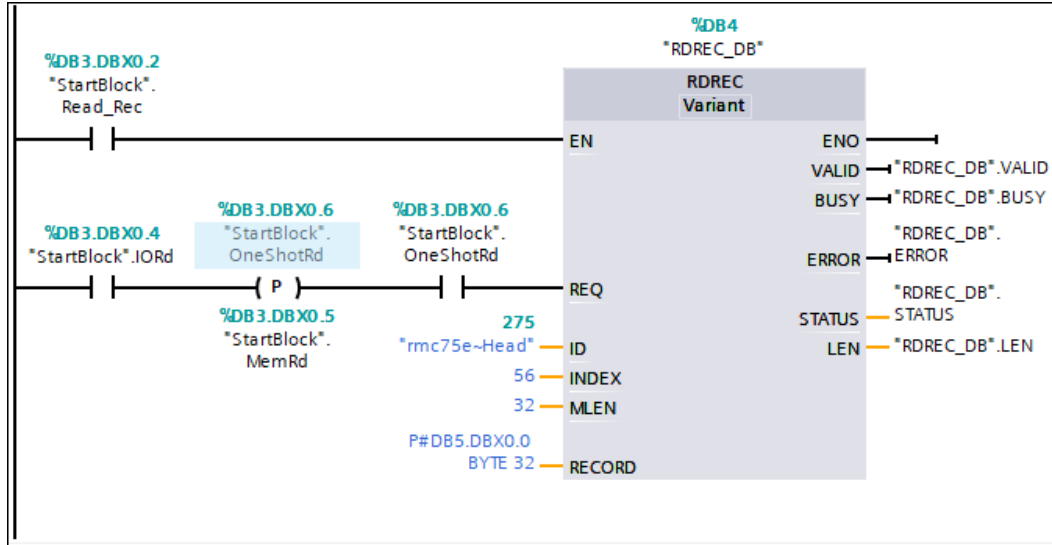 %DB4
"RDREC_DB"
%DB3.DBX0.2
"StartBlock".
Read_Rec
RDREC
Variant
EN
ENO
VALID
"RDREC_DB".VALID
BUSY
"RDREC_DB".BUSY
%DB3.DBX0.4
"StartBlock".IORd
%DB3.DBX0.6
"StartBlock".
OneShotRd
P
%DB3.DBX0.5
"StartBlock".
MemRd
%DB3.DBX0.6
"StartBlock".
OneShotRd
REQ
ERROR
"RDREC_DB".
ERROR
STATUS
"RDREC_DB".
STATUS
275
"rmc75e~Head"
ID
LEN
"RDREC_DB".LEN
56
INDEX
32
MLEN
P#DB5.DBX0.0
BYTE 32
RECORD